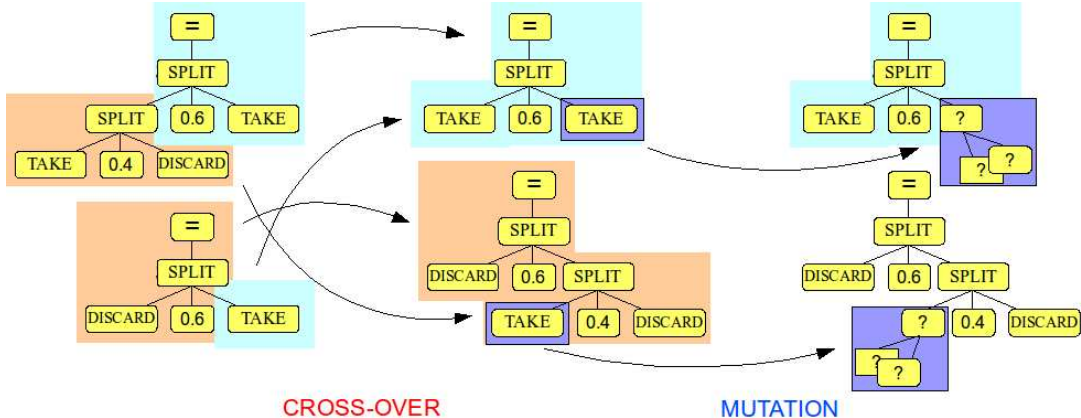 = = =
SPLIT SPLIT SPLIT
SPLIT 0.6 TAKE TAKE 0.6 TAKE TAKE 0.6 ?
TAKE 0.4 DISCARD ? ?
= = =
SPLIT SPLIT SPLIT
DISCARD 0.6 TAKE DISCARD 0.6 SPLIT DISCARD 0.6 SPLIT
TAKE 0.4 DISCARD ? 0.4 DISCARD
? ?
CROSS-OVER MUTATION